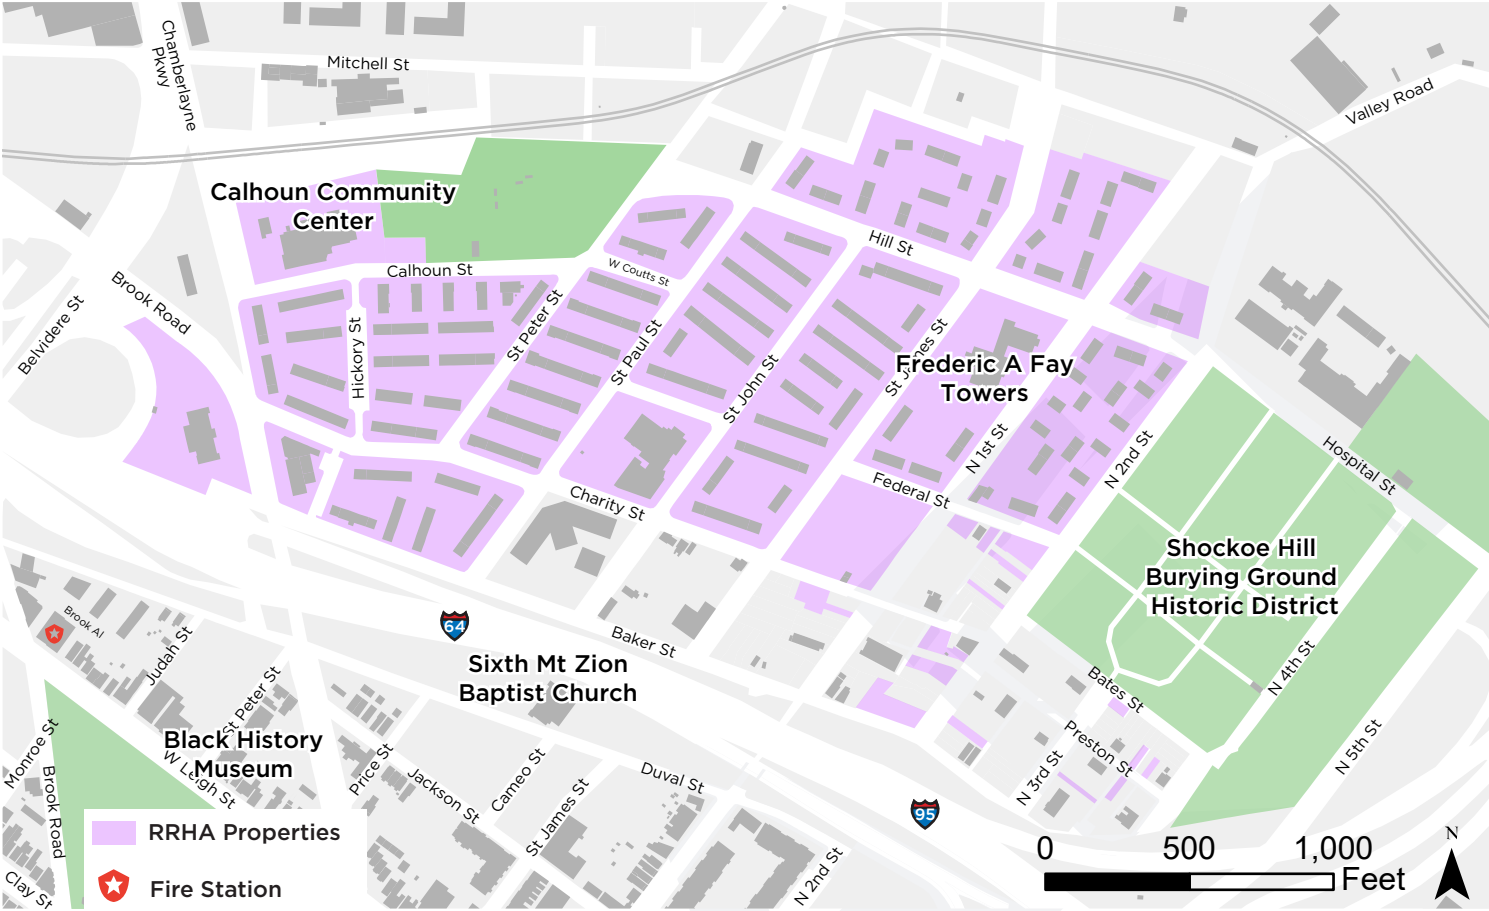 Chamberlayne
Pkwy
Mitchell St
Valley Road
Calhoun Community
Center
Hill St
Calhoun St
W Coutts St
Brook Road
Belvidere St
Hickory St
St Peter St
St Paul St
St John St
St James St
Frederic A Fay
Towers
N 1st St
N 2nd St
Hospital St
Federal St
Charity St
Shockoe Hill
Burying Ground
Historic District
Brook Al
Judah St
64
Baker St
Sixth Mt Zion
Baptist Church
St Peter St
Bates St
N 4th St
Preston St
N 5th St
N 3rd St
Monroe St
Black History
Museum
W Leigh St
Price St
Jackson St
Cameo St
St James St
Duval St
95
Brook Road
Clay St
N 2nd St
RRHA Properties
Fire Station
0 500 1,000
Feet
N